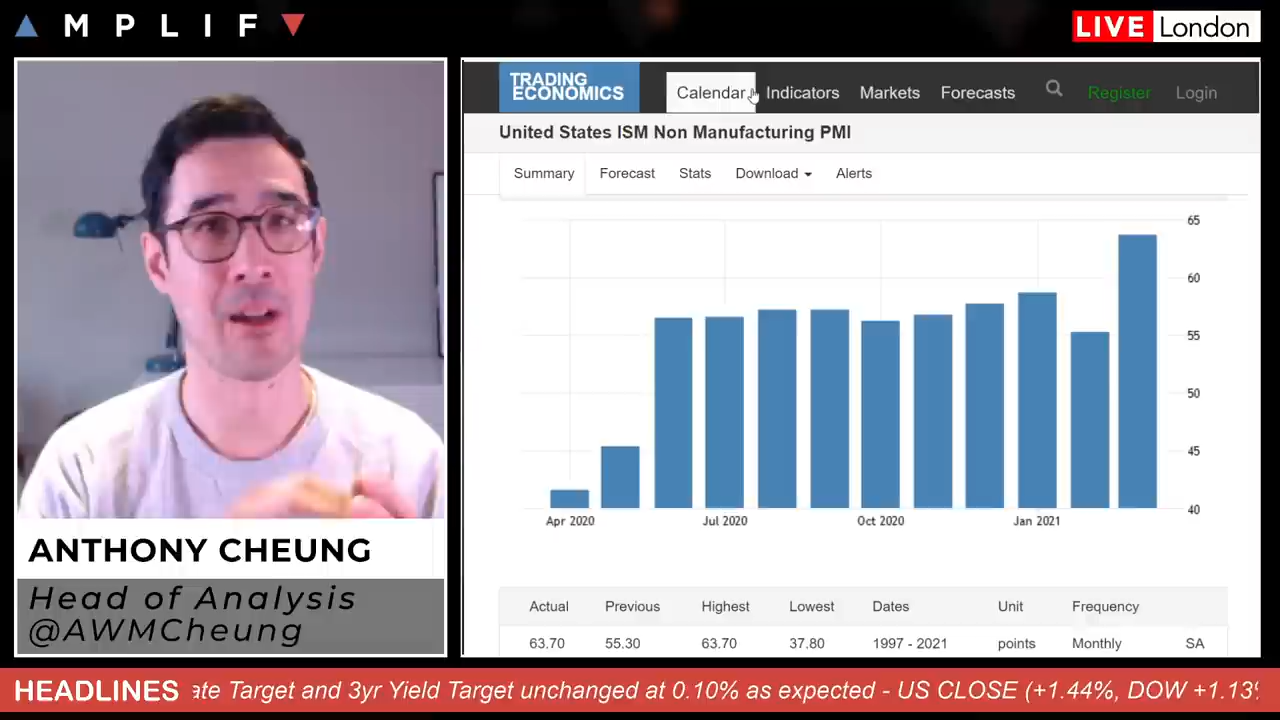 AMPLIFY
LIVE London
TRADING
ECONOMICS
Calendar Indicators Markets Forecasts Register Login
United States ISM Non Manufacturing PMI
Summary Forecast Stats Download Alerts
65
60
55
50
45
40
Apr 2020 Jul 2020 Oct 2020 Jan 2021
Actual Previous Highest Lowest Dates Unit Frequency
63.70 55.30 63.70 37.80 1997 - 2021 points Monthly SA
ANTHONY CHEUNG
Head of Analysis
@AWMCheung
HEADLINES ate Target and 3yr Yield Target unchanged at 0.10% as expected - US CLOSE (+1.44%, DOW +1.13%